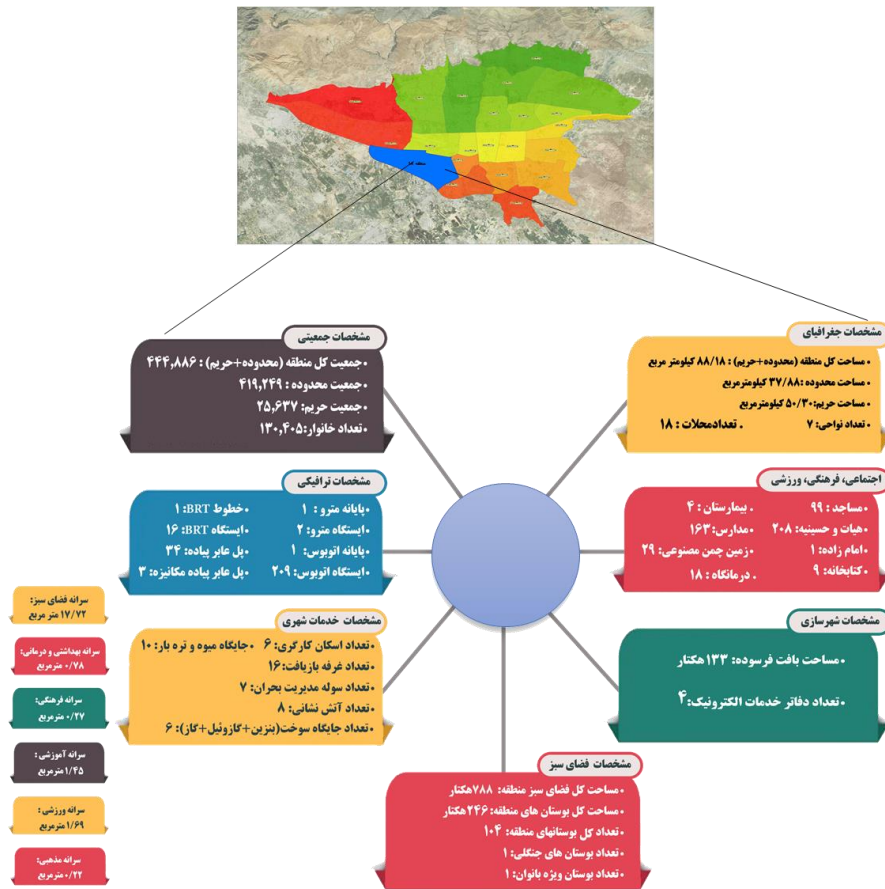 مشخصات جغرافیای
•مساحت کل منطقه (محدوده+حریم) : ۸۸/۱۸ کیلومتر مربع
•مساحت محدوده : ۳۷/۸۸ کیلومترمربع
•مساحت حریم:۵۰/۳۰ کیلومترمربع
•تعداد نواحی: ۷ . تعدادمحلات : ۱۸
مشخصات جمعیتی
•جمعیت کل منطقه (محدوده+حریم) : ۴۴۴,۸۸۶
•جمعیت محدوده : ۴۱۹,۲۴۹
•جمعیت حریم: ۲۵,۶۳۷
•تعداد خانوار:۱۳۰,۴۰۵
اجتماعی، فرهنگی، ورزشی
•مساجد : ۹۹ . بیمارستان : ۴
•هیات و حسینیه: ۲۰۸ •مدارس:۱۶۳
•امام زاده: ۱ •زمین چمن مصنوعی: ۲۹
•کتابخانه: ۹ . درمانگاه : ۱۸
مشخصات ترافیکی
•پایانه مترو : ۱ •خطوط BRT: ۱
•ایستگاه مترو: ۲ •ایستگاه BRT: ۱۶
•پایانه اتوبوس: ۱ •پل عابر پیاده: ۳۴
•ایستگاه اتوبوس: ۲۰۹ •پل عابر پیاده مکانیزه: ۳
مشخصات شهرسازی
•مساحت بافت فرسوده: ۱۳۳هکتار
•تعداد دفاتر خدمات الکترونیک: ۴
مشخصات خدمات شهری
•تعداد اسکان کارگری: ۶ •جایگاه میوه و تره بار: ۱۰
•تعداد غرفه بازیافت: ۱۶
•تعداد سوله مدیریت بحران: ۷
•تعداد آتش نشانی: ۸
•تعداد جایگاه سوخت(بنزین+گازوئیل+گاز): ۶
مشخصات فضای سبز
•مساحت کل فضای سبز منطقه: ۷۸۸هکتار
•مساحت کل بوستان های منطقه: ۲۴۶هکتار
•تعداد کل بوستانهای منطقه: ۱۰۴
•تعداد بوستان های جنگلی: ۱
•تعداد بوستان ویژه بانوان: ۱
سرانه فضای سبز:
۱۷/۷۲ متر مربع
سرانه بهداشتی و درمانی:
۰/۷۸ مترمربع
سرانه فرهنگی:
۰/۲۷ مترمربع
سرانه آموزشی :
۱/۴۵ مترمربع
سرانه ورزشی :
۱/۶۹ مترمربع
سرانه مذهبی:
۰/۲۲ مترمربع